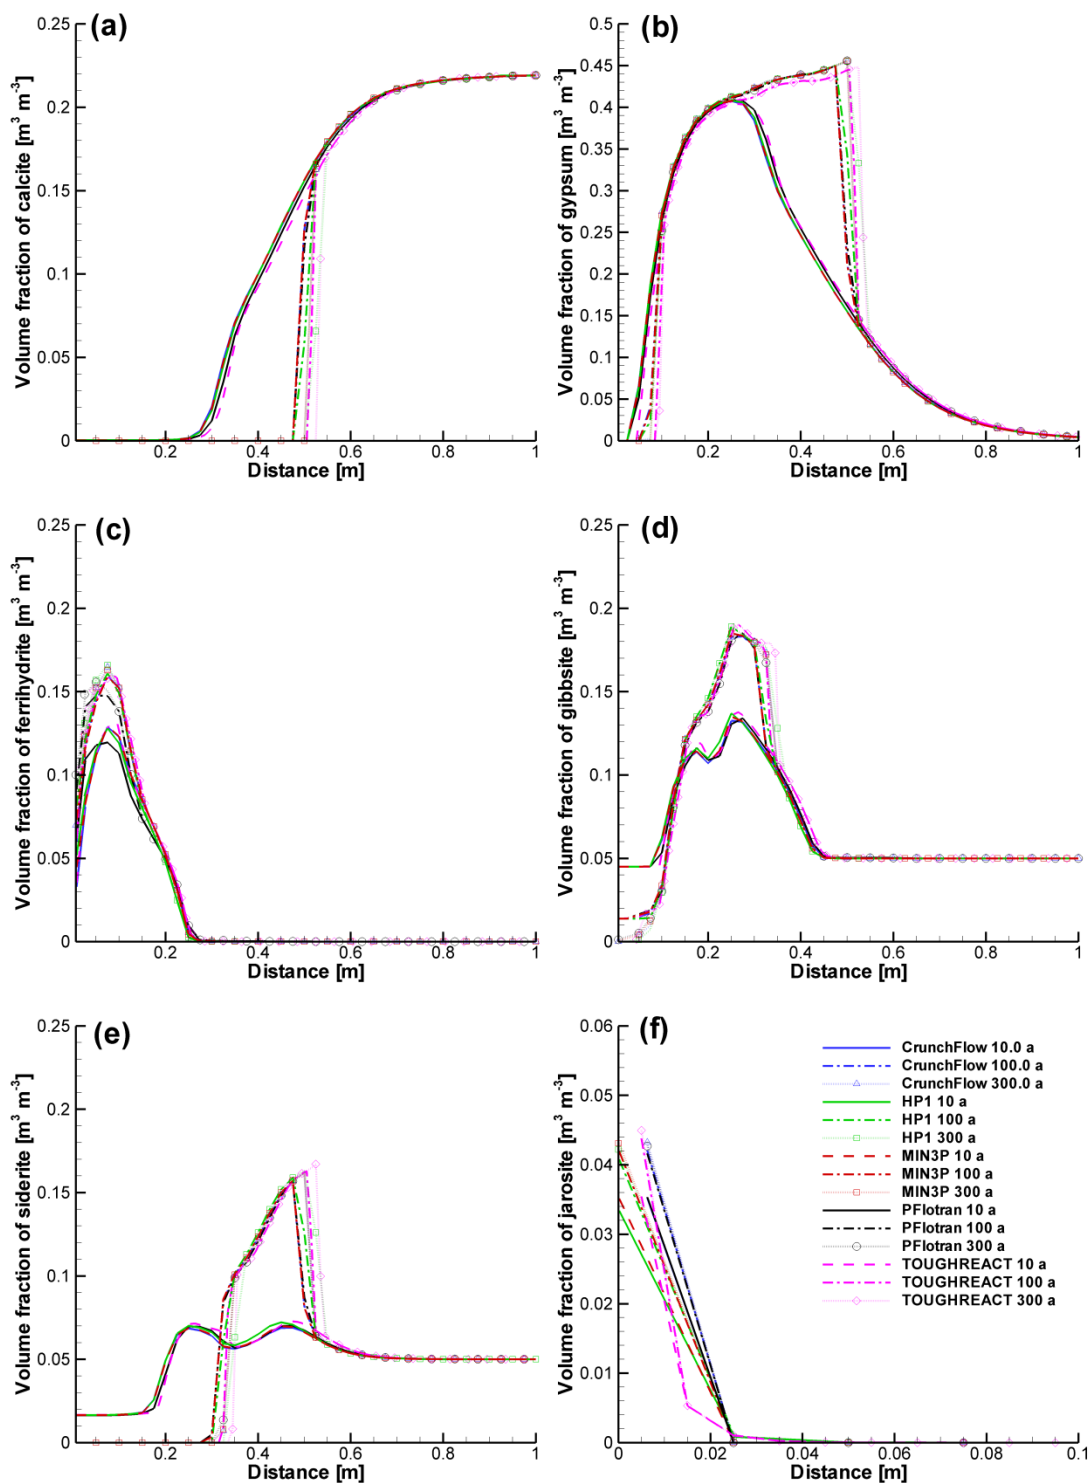 (a)
Volume fraction of calcite [m³ m⁻³]
0.25
0.2
0.15
0.1
0.05
0
0.2 0.4 0.6 0.8 1
Distance [m]
(b)
Volume fraction of gypsum [m³ m⁻³]
0.5
0.45
0.4
0.35
0.3
0.25
0.2
0.15
0.1
0.05
0
0 0.2 0.4 0.6 0.8 1
Distance [m]
(c)
Volume fraction of ferrihydrite [m³ m⁻³]
0.25
0.2
0.15
0.1
0.05
0
0.2 0.4 0.6 0.8 1
Distance [m]
(d)
Volume fraction of gibbsite [m³ m⁻³]
0.25
0.2
0.15
0.1
0.05
0
0 0.2 0.4 0.6 0.8 1
Distance [m]
(e)
Volume fraction of siderite [m³ m⁻³]
0.25
0.2
0.15
0.1
0.05
0
0.2 0.4 0.6 0.8 1
Distance [m]
(f)
Volume fraction of jarosite [m³ m⁻³]
0.06
0.05
0.04
0.03
0.02
0.01
0
0 0.02 0.04 0.06 0.08 0.1
Distance [m]
CrunchFlow 10.0 a
CrunchFlow 100.0 a
CrunchFlow 300.0 a
HP1 10 a
HP1 100 a
HP1 300 a
MIN3P 10 a
MIN3P 100 a
MIN3P 300 a
PFlotran 10 a
PFlotran 100 a
PFlotran 300 a
TOUGHREACT 10 a
TOUGHREACT 100 a
TOUGHREACT 300 a